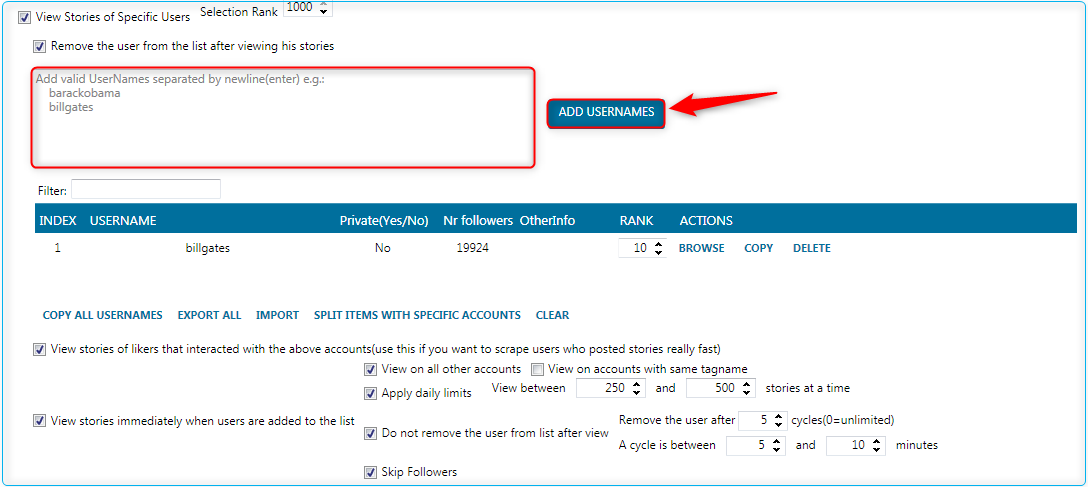 View Stories of Specific Users Selection Rank 1000
Remove the user from the list after viewing his stories
Add valid UserNames separated by newline(enter) e.g.:
barackobama
billgates
ADD USERNAMES
Filter:
INDEX USERNAME Private(Yes/No) Nr followers OtherInfo RANK ACTIONS
1 billgates No 19924 10 BROWSE COPY DELETE
COPY ALL USERNAMES EXPORT ALL IMPORT SPLIT ITEMS WITH SPECIFIC ACCOUNTS CLEAR
View stories of likers that interacted with the above accounts(use this if you want to scrape users who posted stories really fast)
View on all other accounts View on accounts with same tagname
Apply daily limits View between 250 and 500 stories at a time
View stories immediately when users are added to the list
Do not remove the user from list after view
Remove the user after 5 cycles(0=unlimited)
A cycle is between 5 and 10 minutes
Skip Followers